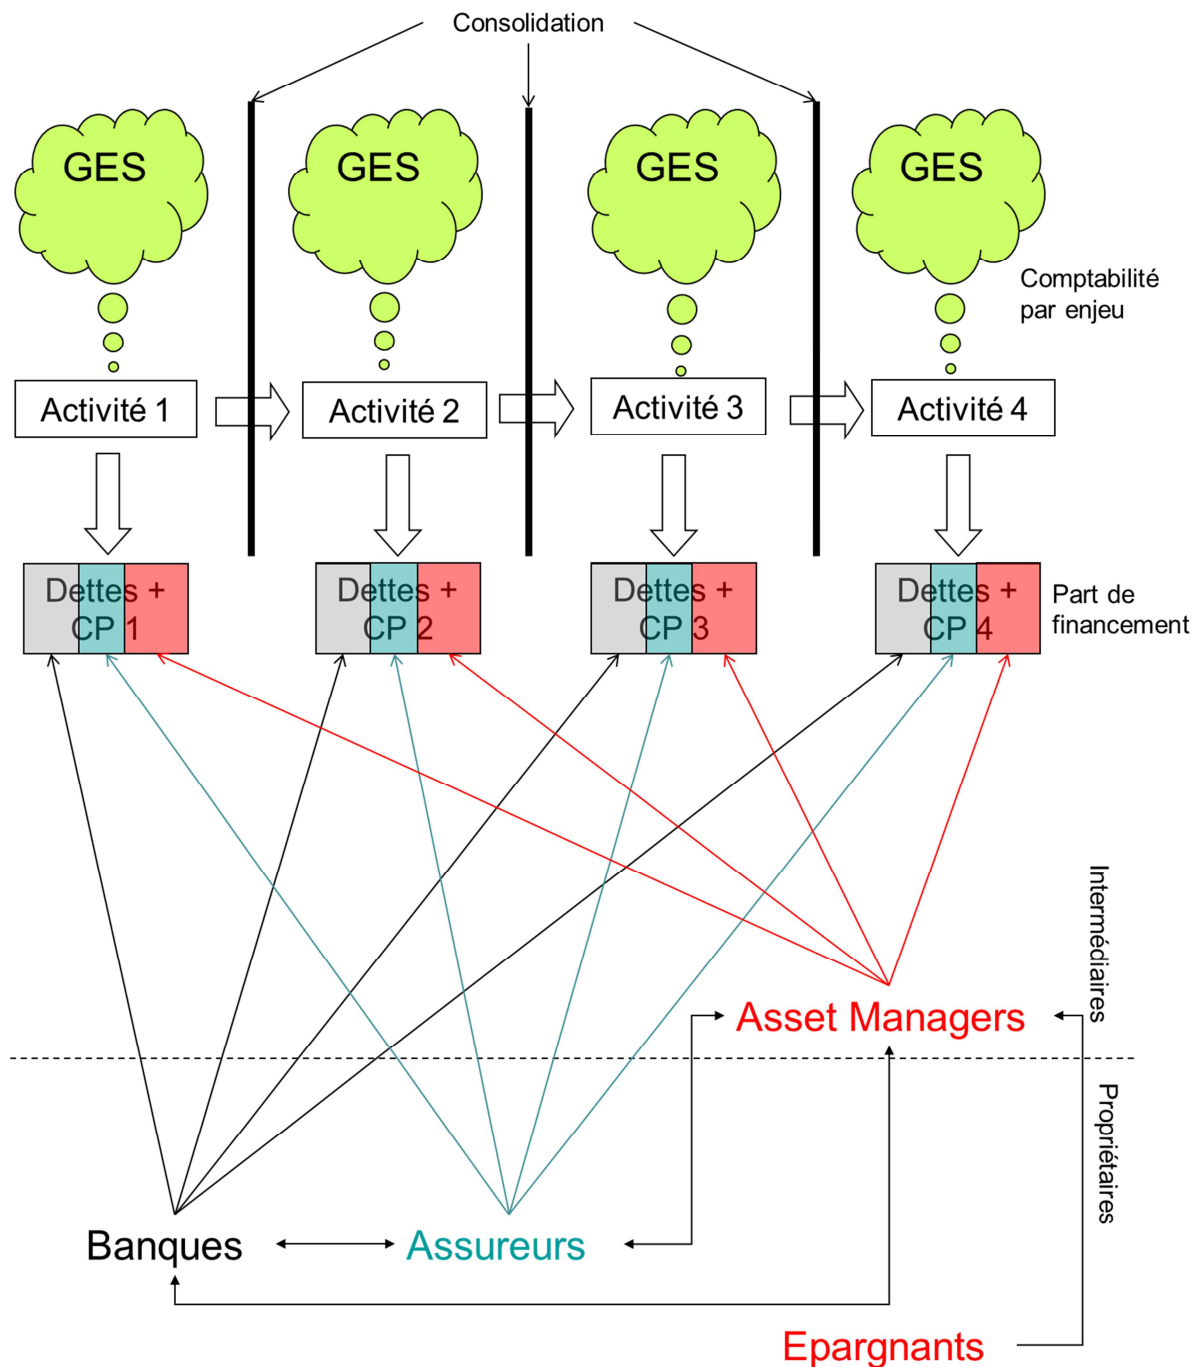 Consolidation
GES
GES
GES
GES
Comptabilité
par enjeu
Activité 1
Activité 2
Activité 3
Activité 4
Dettes +
CP 1
Dettes +
CP 2
Dettes +
CP 3
Dettes +
CP 4
Part de
financement
Intermédiaires
Asset Managers
Propriétaires
Banques
Assureurs
Epargnants